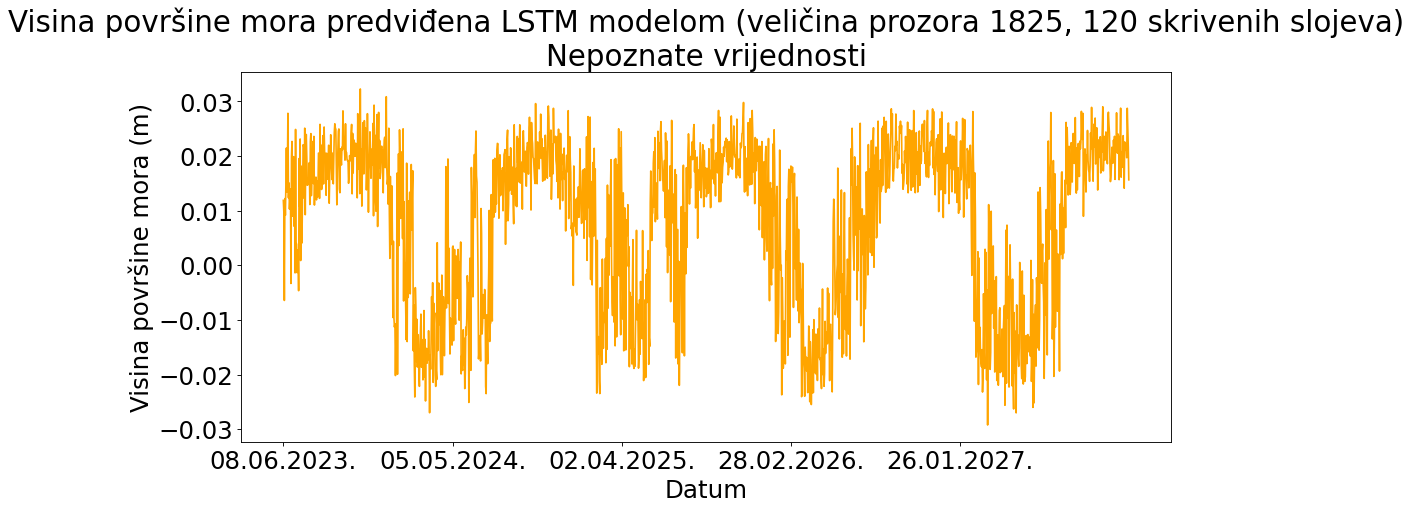 Visina površine mora predviđena LSTM modelom (veličina prozora 1825, 120 skrivenih slojeva)
Nepoznate vrijednosti
Visina površine mora (m)
0.03
0.02
0.01
0.00
−0.01
−0.02
−0.03
08.06.2023. 05.05.2024. 02.04.2025. 28.02.2026. 26.01.2027.
Datum